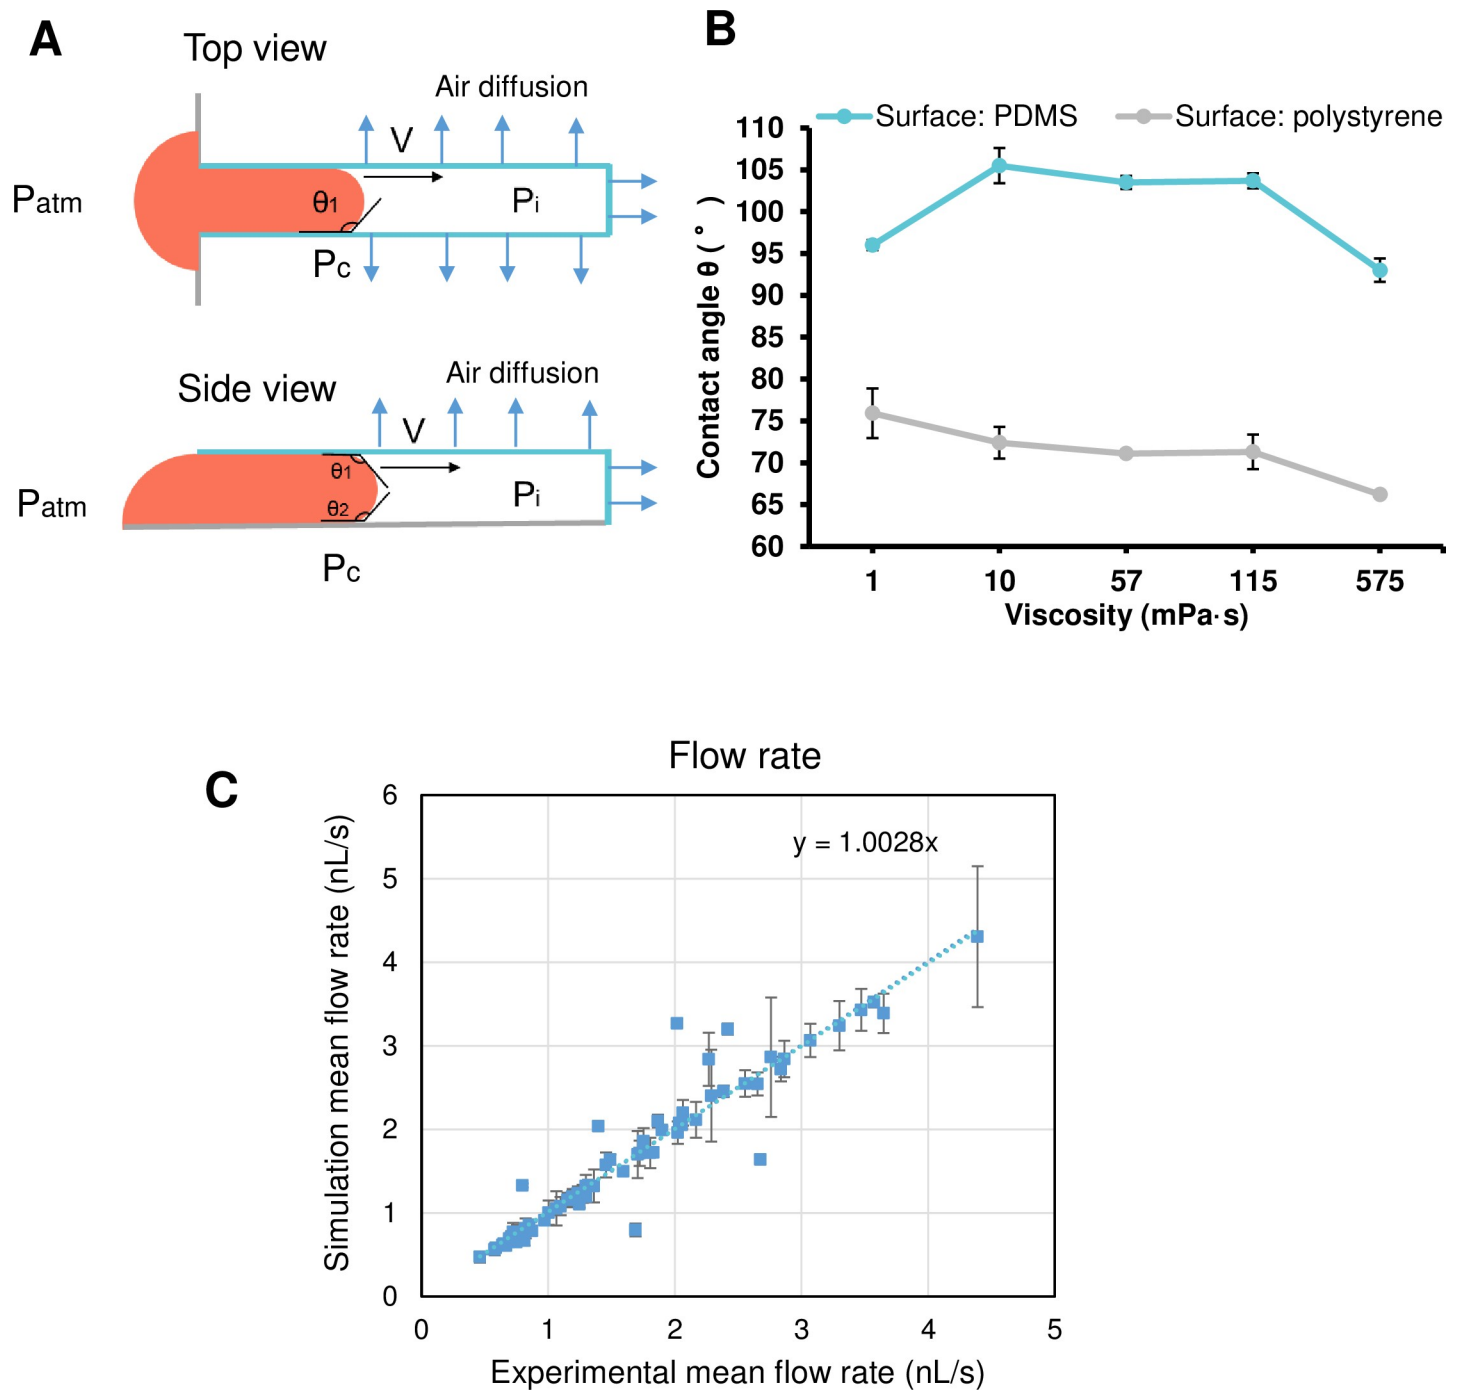 A
Top view
Air diffusion
V
Patm
θ1
Pi
Pc
Side view
Air diffusion
V
θ1
Patm
θ2
Pi
Pc
B
Surface: PDMS
Surface: polystyrene
Contact angle θ ( ° )
110
105
100
95
90
85
80
75
70
65
60
1 10 57 115 575
Viscosity (mPa·s)
C
Flow rate
y = 1.0028x
Simulation mean flow rate (nL/s)
6
5
4
3
2
1
0
0 1 2 3 4 5
Experimental mean flow rate (nL/s)